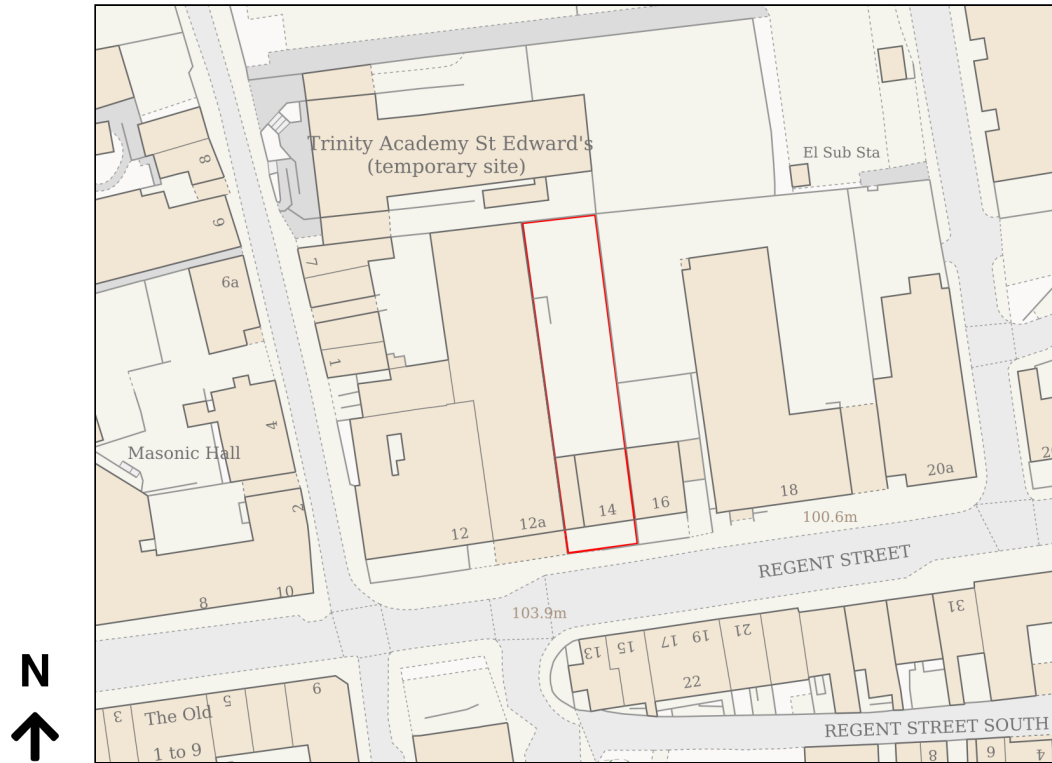 Trinity Academy St Edward's
(temporary site)
El Sub Sta
8
6
7
6a
1
4
Masonic Hall
2
20a
18
16
14
12a
12
100.6m
REGENT STREET
10
8
103.9m
31
21
19
17
15
13
22
N
9
5
3
The Old
1 to 9
REGENT STREET SOUTH
8
6
4